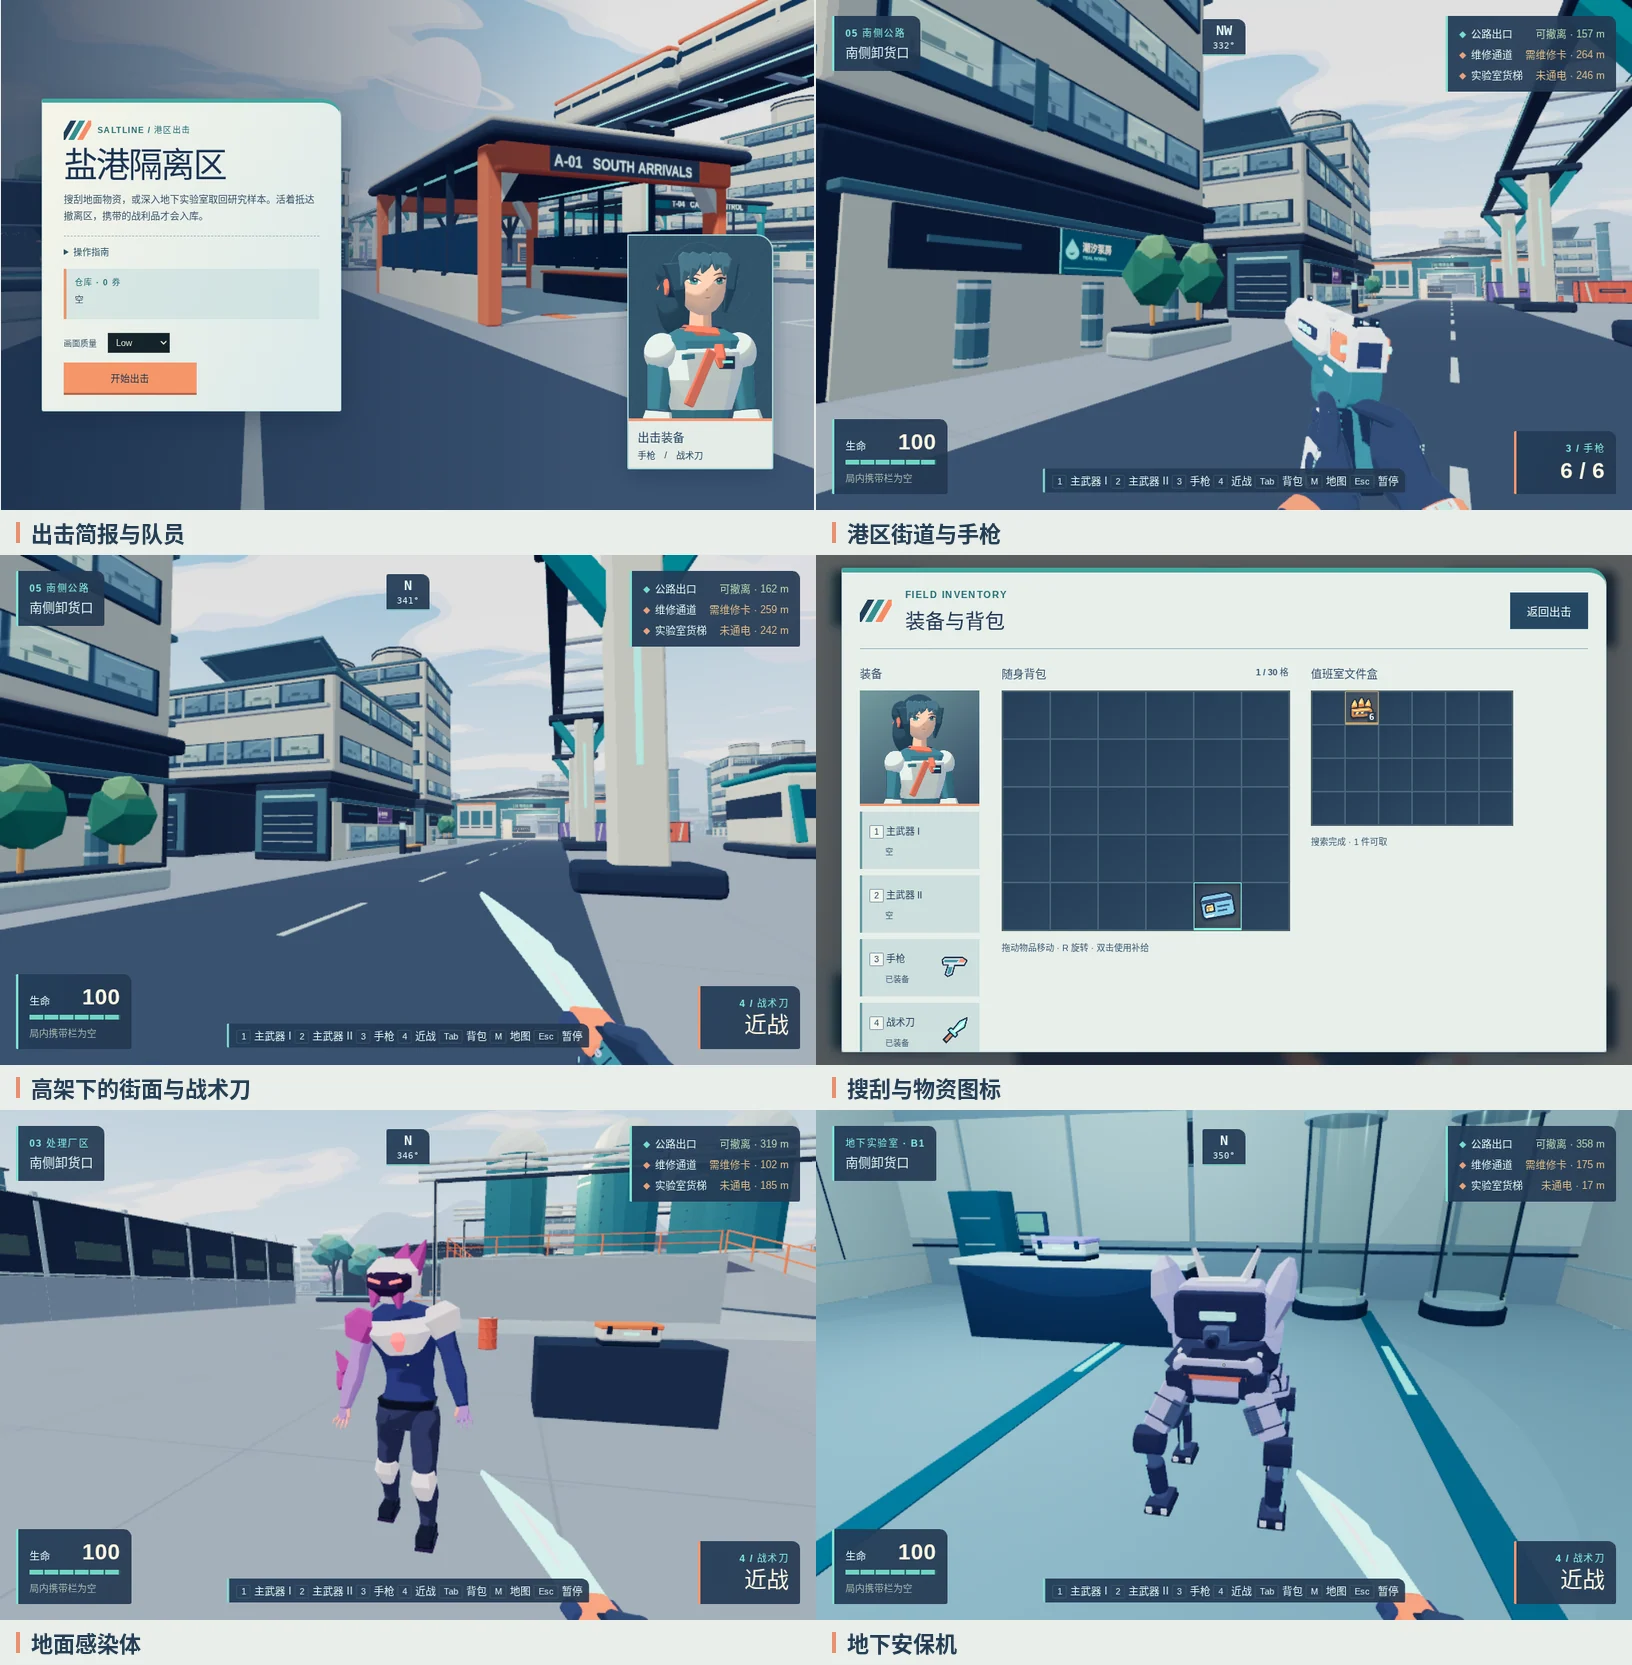 SALTLINE / 港区出击
盐港隔离区
搜刮地面物资，或深入地下实验室取回研究样本。活着抵达
撤离区，携带的战利品才会入库。
操作指南
仓库 · 0 券
空
画面质量
Low
开始出击
A-01 SOUTH ARRIVALS
出击装备
手枪 / 战术刀
出击简报与队员
05 南侧公路
南侧卸货口
NW
332°
公路出口 可撤离 · 157 m
维修通道 需维修卡 · 264 m
实验室货梯 未通电 · 246 m
潮汐泵房
生命 100
局内携带栏为空
1 主武器 I 2 主武器 II 3 手枪 4 近战 Tab 背包 M 地图 Esc 暂停
3 / 手枪
6 / 6
港区街道与手枪
05 南侧公路
南侧卸货口
N
341°
公路出口 可撤离 · 162 m
维修通道 需维修卡 · 259 m
实验室货梯 未通电 · 242 m
生命 100
局内携带栏为空
1 主武器 I 2 主武器 II 3 手枪 4 近战 Tab 背包 M 地图 Esc 暂停
4 / 战术刀
近战
高架下的街面与战术刀
FIELD INVENTORY
装备与背包
返回出击
装备
1 主武器 I
空
2 主武器 II
空
3 手枪
已装备
4 战术刀
已装备
随身背包 1 / 30 格
拖动物品移动 · R 旋转 · 双击使用补给
值班室文件盒
6
搜索完成 · 1 件可取
搜刮与物资图标
03 处理厂区
南侧卸货口
N
346°
公路出口 可撤离 · 319 m
维修通道 需维修卡 · 102 m
实验室货梯 未通电 · 185 m
生命 100
局内携带栏为空
1 主武器 I 2 主武器 II 3 手枪 4 近战 Tab 背包 M 地图 Esc 暂停
4 / 战术刀
近战
地面感染体
地下实验室 · B1
南侧卸货口
N
350°
公路出口 可撤离 · 358 m
维修通道 需维修卡 · 175 m
实验室货梯 未通电 · 17 m
生命 100
局内携带栏为空
1 主武器 I 2 主武器 II 3 手枪 4 近战 Tab 背包 M 地图 Esc 暂停
4 / 战术刀
近战
地下安保机